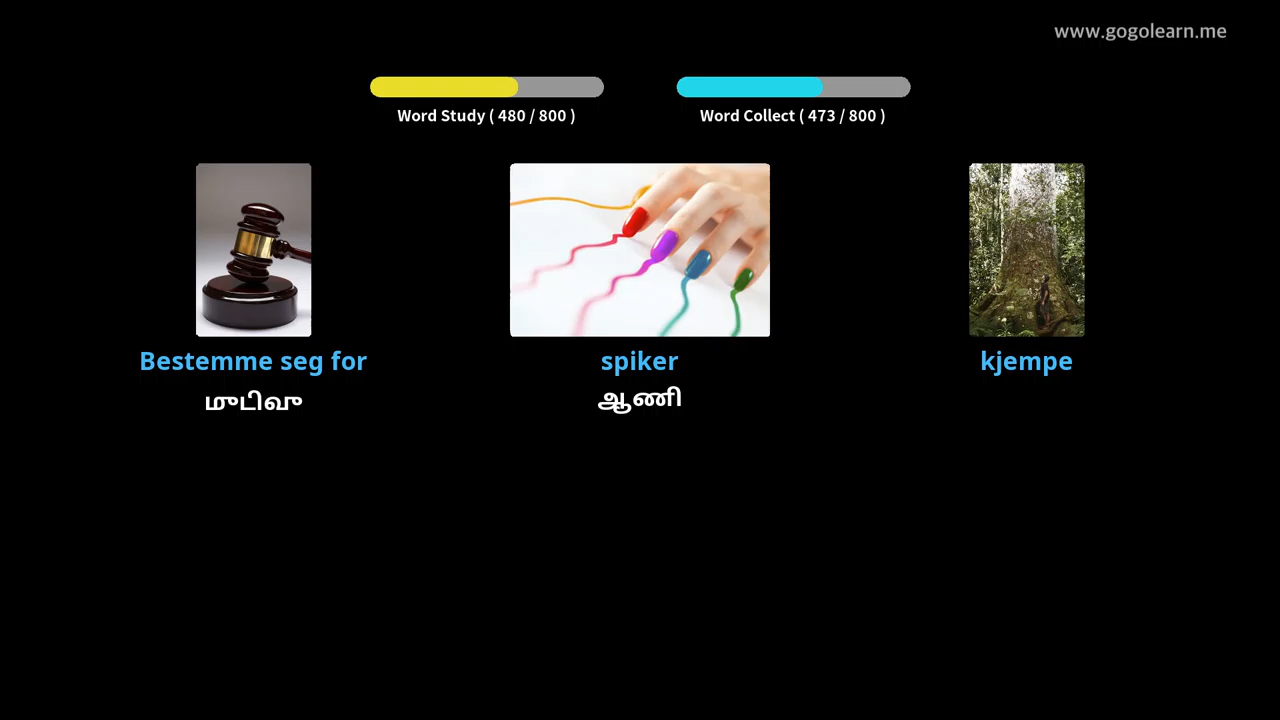 www.gogolearn.me
Word Study ( 480 / 800 )
Word Collect ( 473 / 800 )
Bestemme seg for
முடிவு
spiker
ஆணி
kjempe